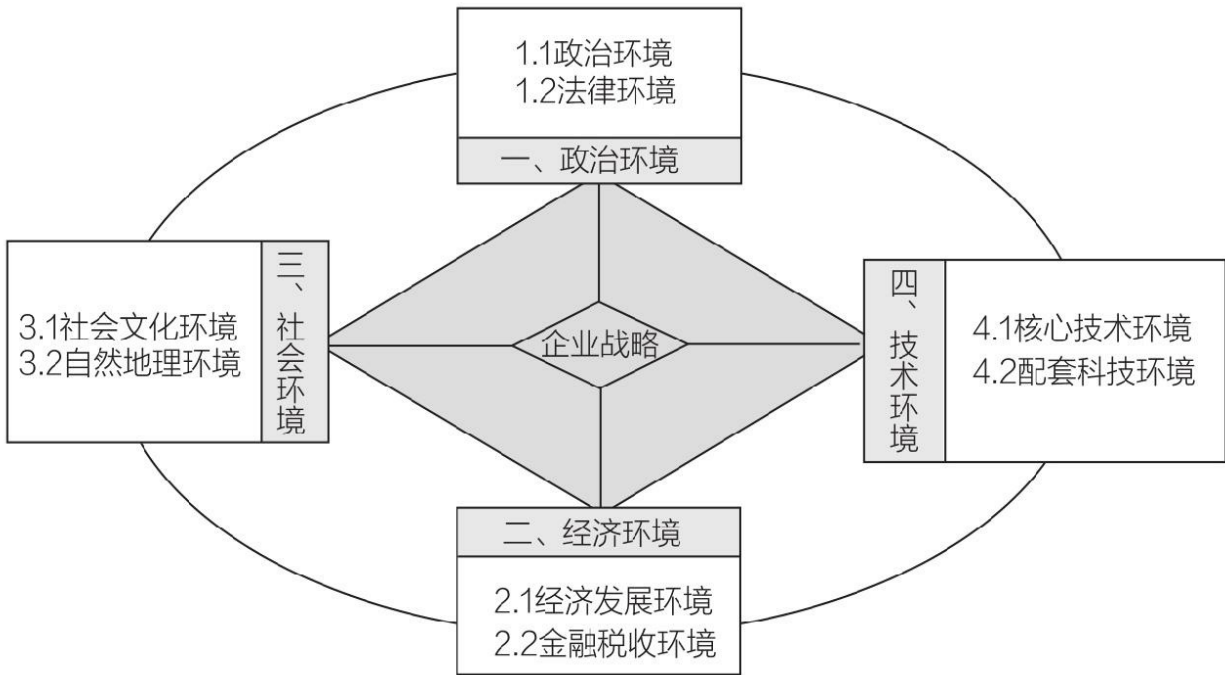 1.1政治环境
1.2法律环境
一、政治环境
三、社会环境
3.1社会文化环境
3.2自然地理环境
企业战略
四、技术环境
4.1核心技术环境
4.2配套科技环境
二、经济环境
2.1经济发展环境
2.2金融税收环境